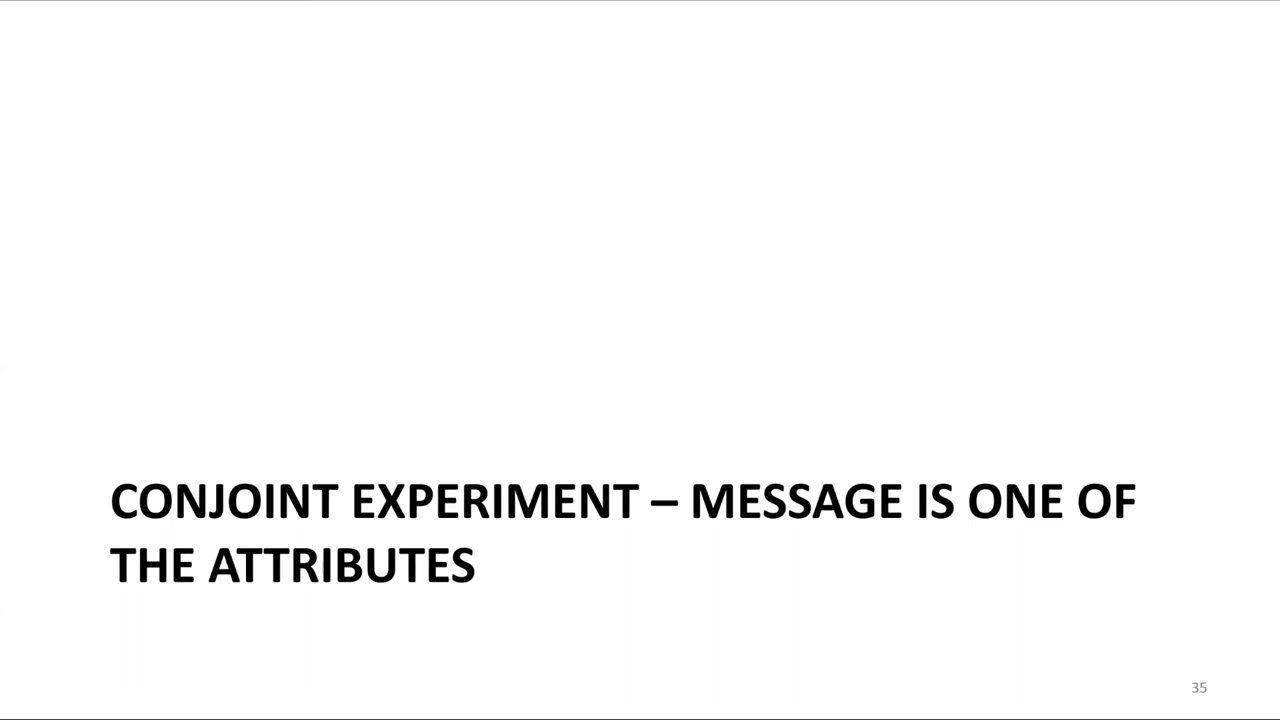 CONJOINT EXPERIMENT – MESSAGE IS ONE OF
THE ATTRIBUTES
35